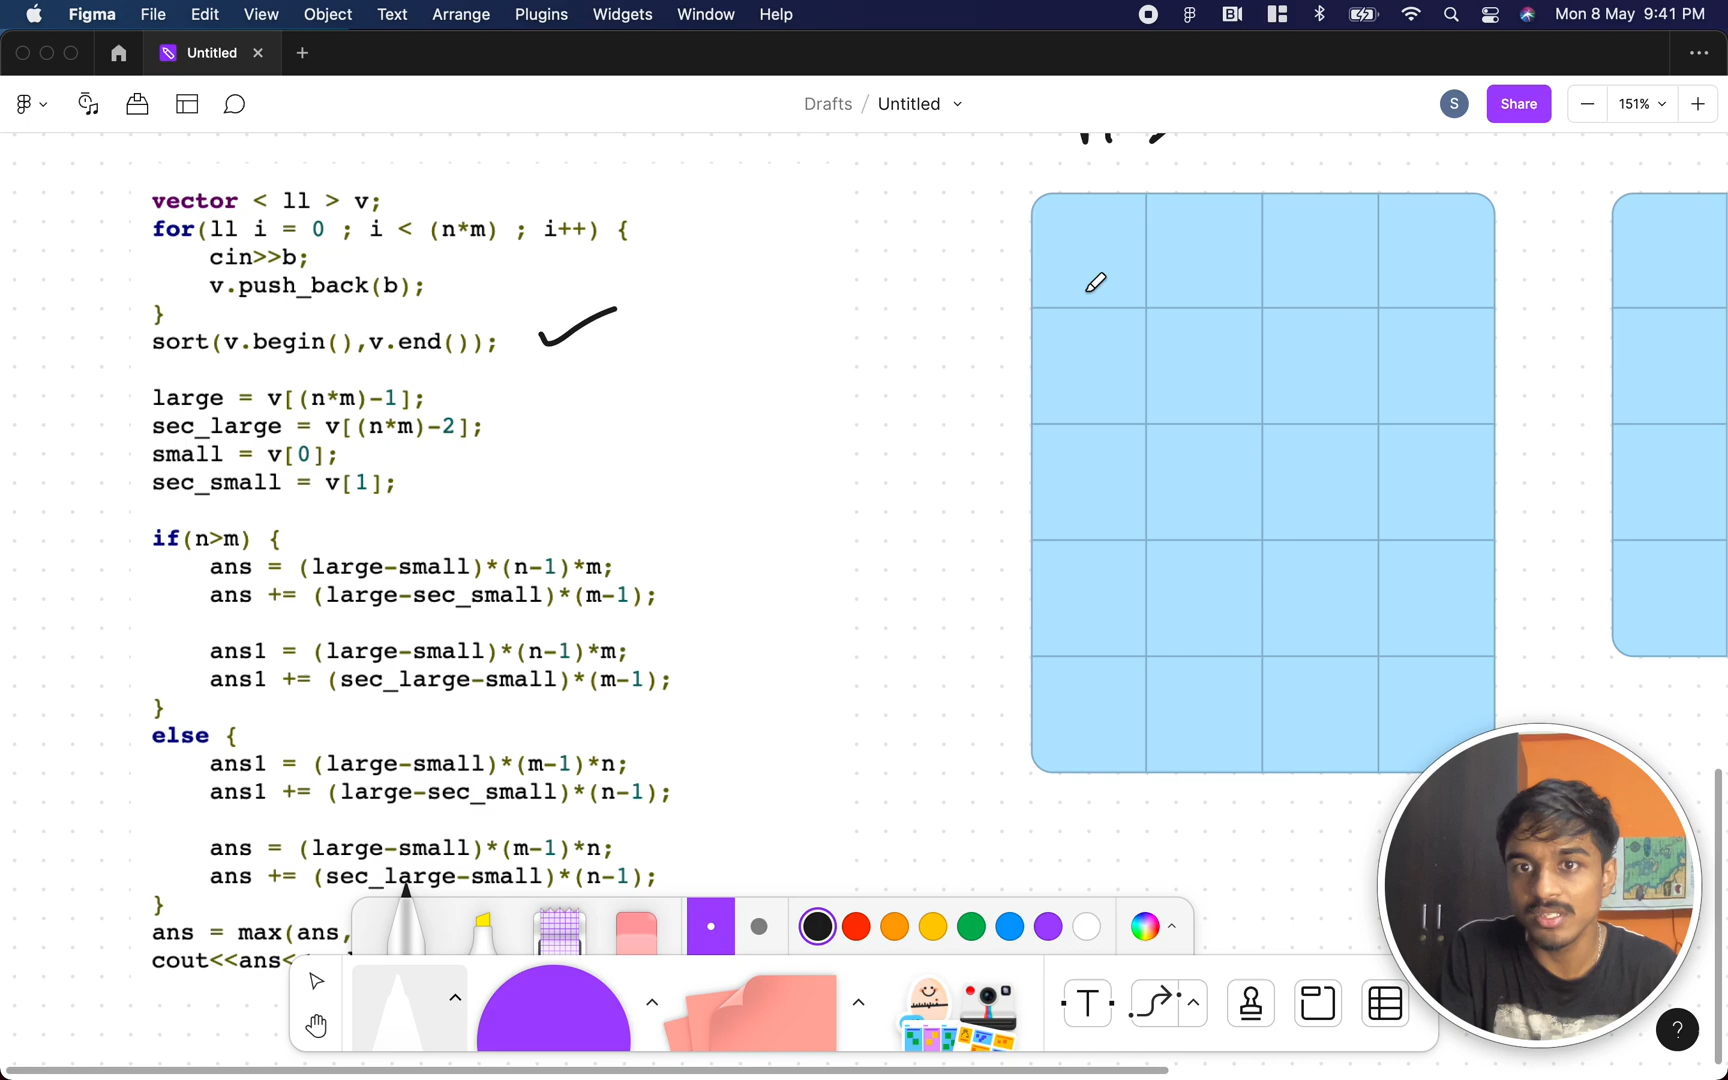 Figma File Edit View Object Text Arrange Plugins Widgets Window Help Mon 8 May 9:41 PM
Untitled
Drafts / Untitled S Share 151%
vector < ll > v;
for(ll i = 0 ; i < (n*m) ; i++) {
cin>>b;
v.push_back(b);
}
sort(v.begin(),v.end());
large = v[(n*m)-1];
sec_large = v[(n*m)-2];
small = v[0];
sec_small = v[1];
if(n>m) {
ans = (large-small)*(n-1)*m;
ans += (large-sec_small)*(m-1);
ans1 = (large-small)*(n-1)*m;
ans1 += (sec_large-small)*(m-1);
}
else {
ans1 = (large-small)*(m-1)*n;
ans1 += (large-sec_small)*(n-1);
ans = (large-small)*(m-1)*n;
ans += (sec_large-small)*(n-1);
}
ans = max(ans,
cout<<ans<
T
?